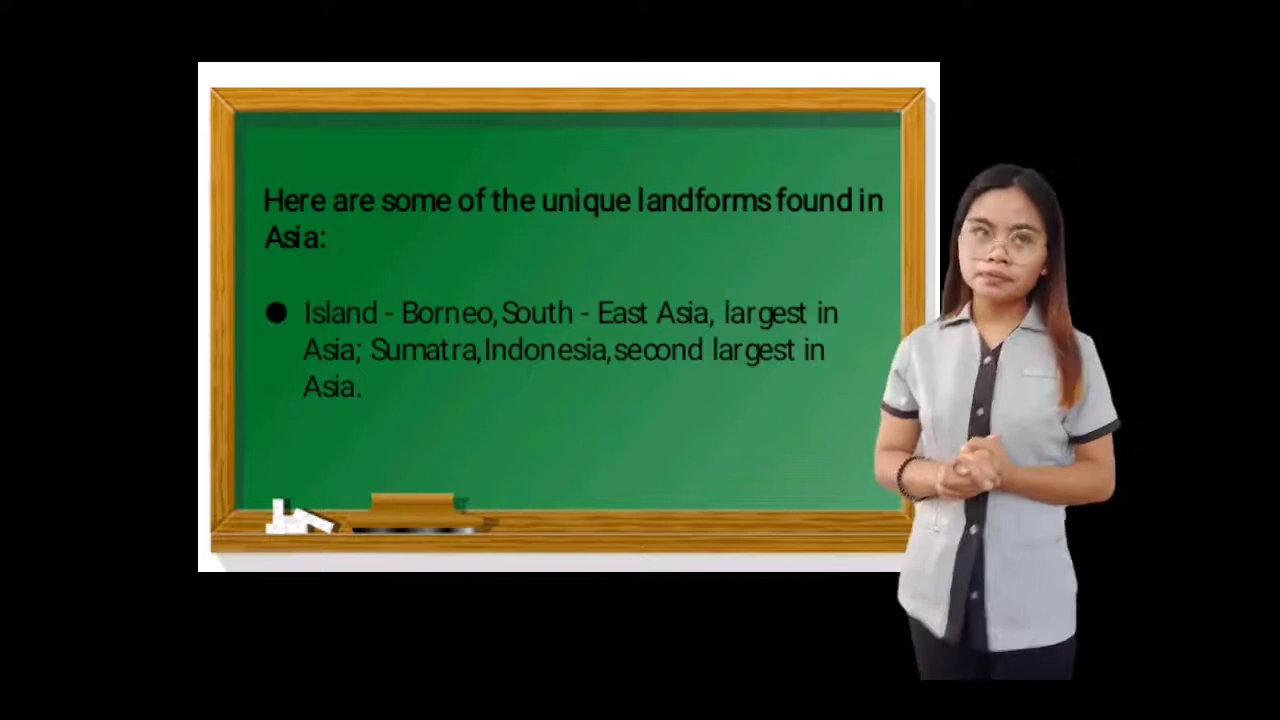 Here are some of the unique landforms found in
Asia:
● Island - Borneo,South - East Asia, largest in
Asia; Sumatra,Indonesia,second largest in
Asia.